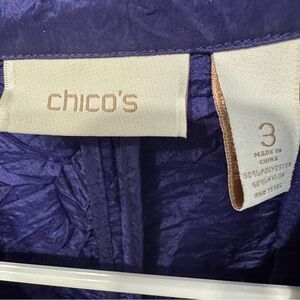 chico's
3
MADE IN
CHINA
50%POLYESTER
50%NYLON